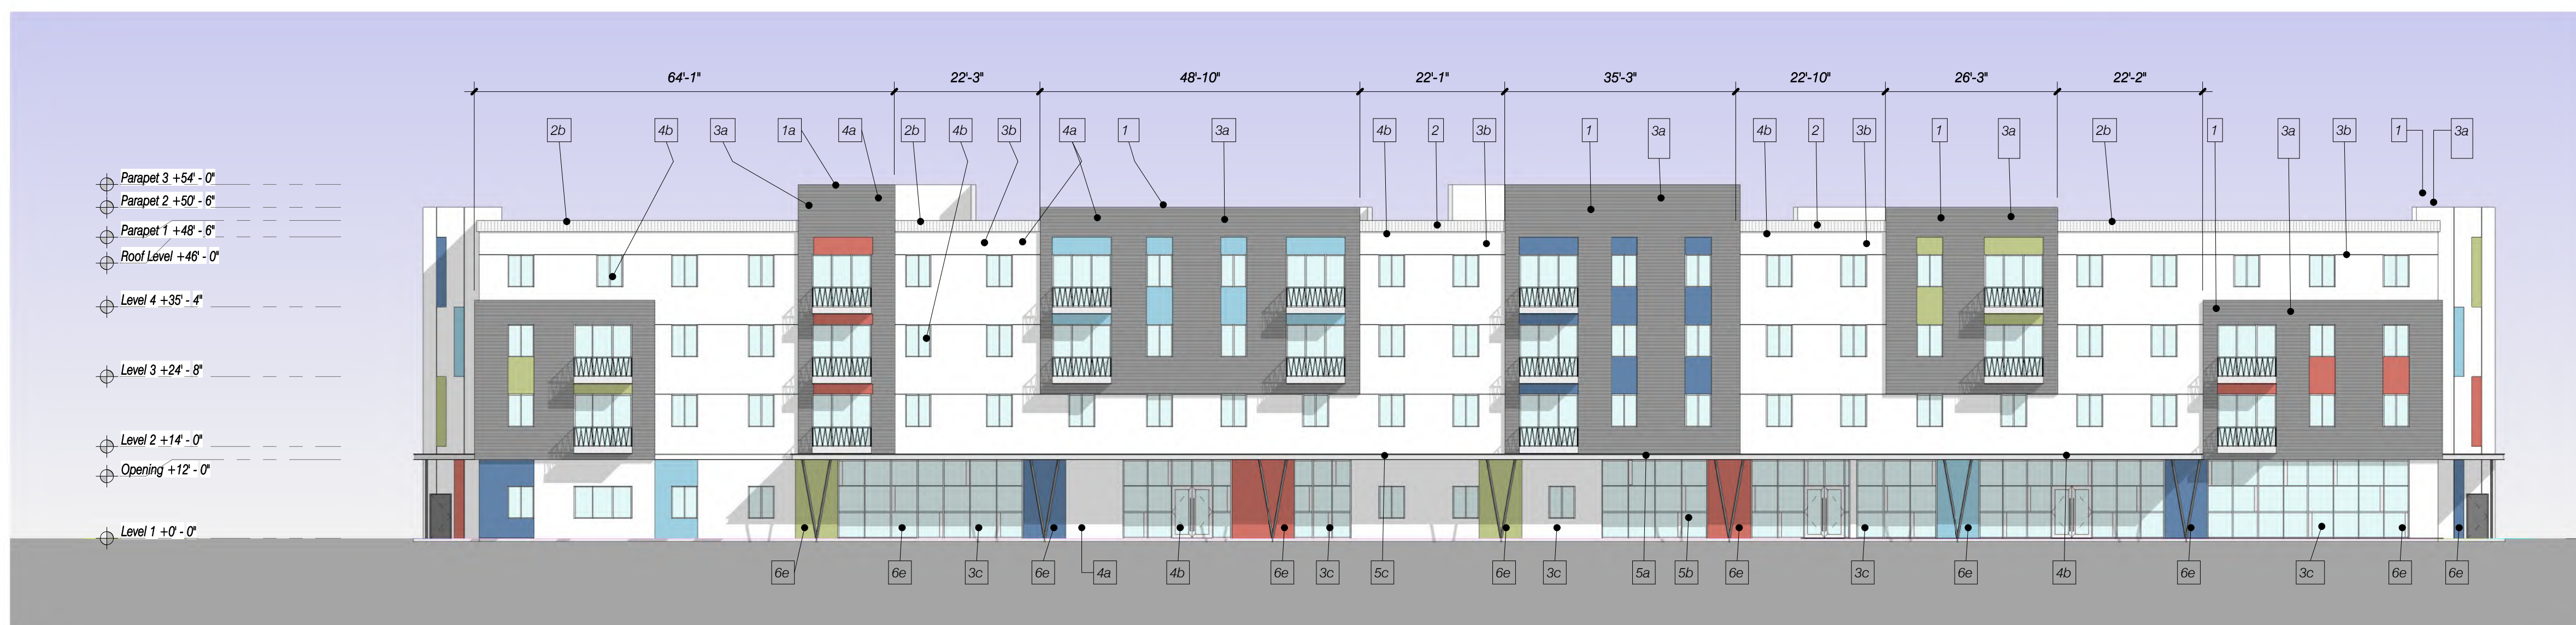 64'-1" 22'-3" 48'-10" 22'-1" 35'-3" 22'-10" 26'-3" 22'-2"
2b 4b 3a 1a 4a 2b 4b 3b 4a 1 3a 4b 2 3b 1 3a 4b 2 3b 1 3a 2b 1 3a 3b 1 3a
Parapet 3 +54' - 0"
Parapet 2 +50' - 6"
Parapet 1 +48' - 6"
Roof Level +46' - 0"
Level 4 +35' - 4"
Level 3 +24' - 8"
Level 2 +14' - 0"
Opening +12' - 0"
Level 1 +0' - 0"
6e 6e 3c 6e 4a 4b 6e 3c 5c 6e 3c 5a 5b 6e 3c 6e 4b 6e 3c 6e 6e